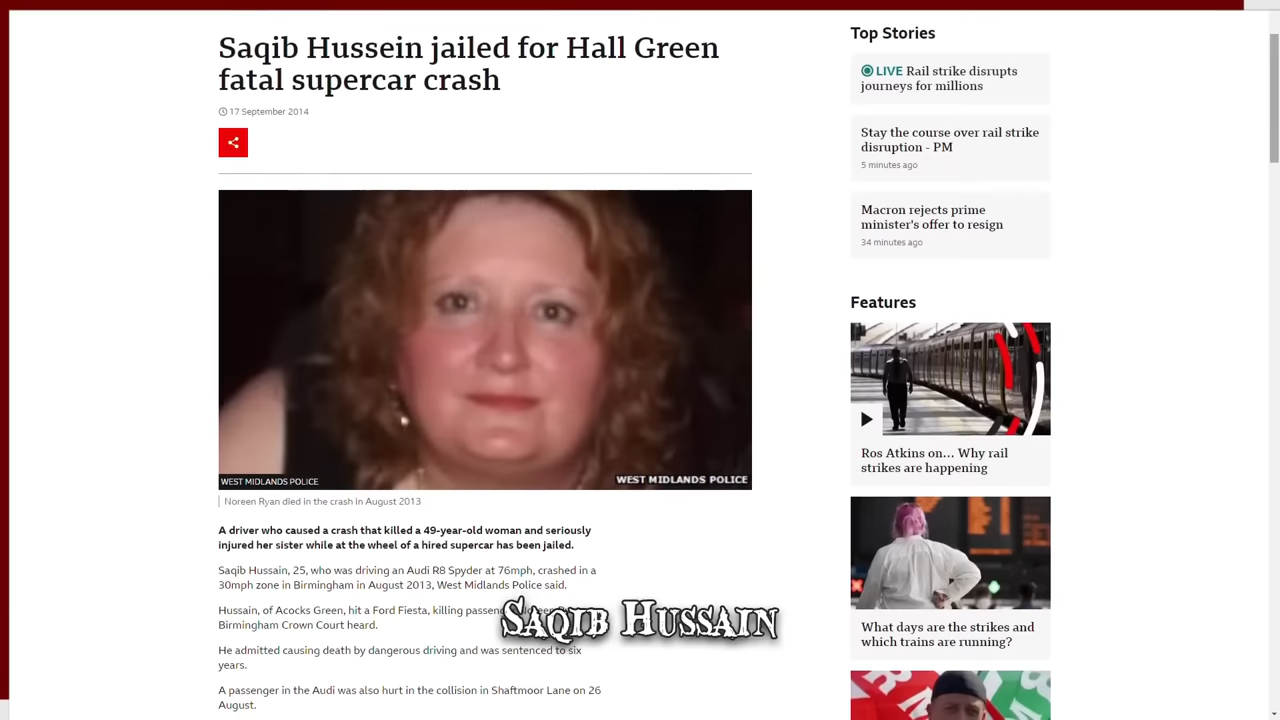 Saqib Hussein jailed for Hall Green
fatal supercar crash
17 September 2014
WEST MIDLANDS POLICE
WEST MIDLANDS POLICE
Noreen Ryan died in the crash in August 2013
A driver who caused a crash that killed a 49-year-old woman and seriously
injured her sister while at the wheel of a hired supercar has been jailed.
Saqib Hussain, 25, who was driving an Audi R8 Spyder at 76mph, crashed in a
30mph zone in Birmingham in August 2013, West Midlands Police said.
Hussain, of Acocks Green, hit a Ford Fiesta, killing
Birmingham Crown Court heard.
He admitted causing death by dangerous driving and was sentenced to six
years.
A passenger in the Audi was also hurt in the collision in Shaftmoor Lane on 26
August.
SAQIB HUSSAIN
Top Stories
LIVE Rail strike disrupts
journeys for millions
Stay the course over rail strike
disruption - PM
5 minutes ago
Macron rejects prime
minister's offer to resign
34 minutes ago
Features
Ros Atkins on... Why rail
strikes are happening
What days are the strikes and
which trains are running?